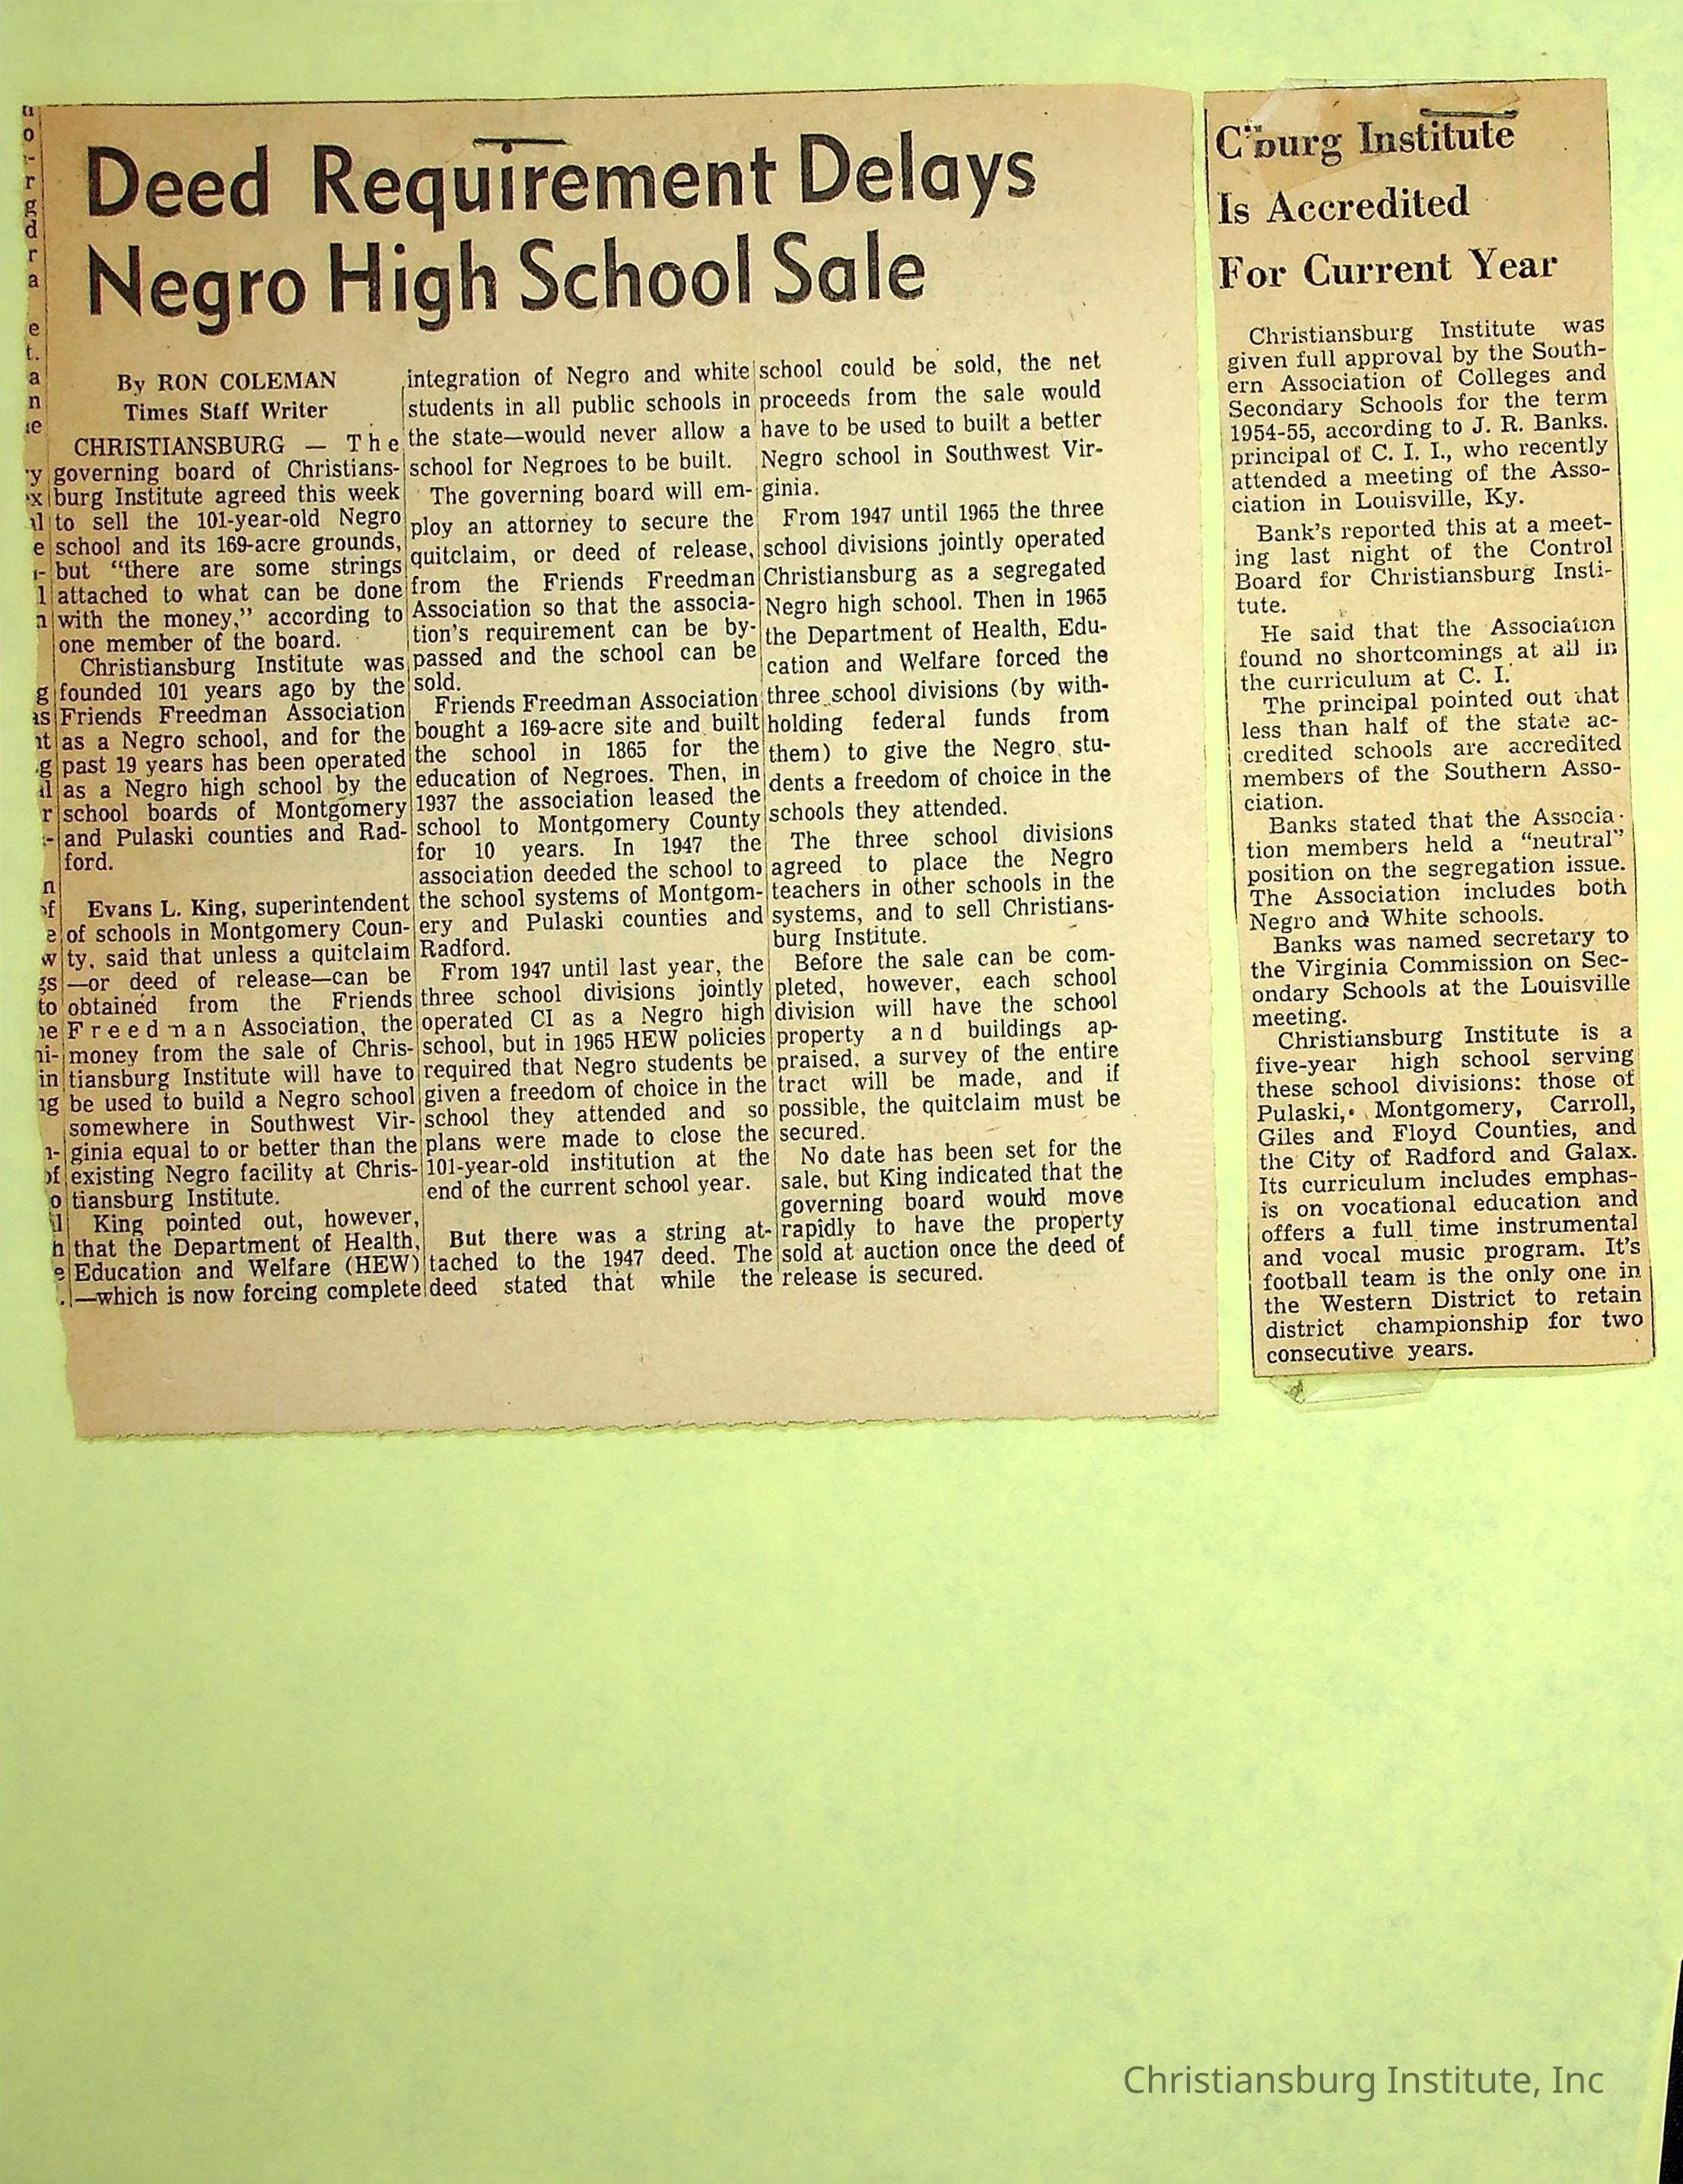 Deed Requirement Delays
Negro High School Sale
By RON COLEMAN
Times Staff Writer
CHRISTIANSBURG — The
governing board of Christians-
burg Institute agreed this week
to sell the 101-year-old Negro
school and its 169-acre grounds,
but “there are some strings
attached to what can be done
with the money,” according to
one member of the board.
Christiansburg Institute was
founded 101 years ago by the
Friends Freedman Association
as a Negro school, and for the
past 19 years has been operated
as a Negro high school by the
school boards of Montgomery
and Pulaski counties and Rad-
ford.
Evans L. King, superintendent
of schools in Montgomery Coun-
ty, said that unless a quitclaim
—or deed of release—can be
obtained from the Friends
Freedman Association, the
money from the sale of Chris-
tiansburg Institute will have to
be used to build a Negro school
somewhere in Southwest Vir-
ginia equal to or better than the
existing Negro facility at Chris-
tiansburg Institute.
King pointed out, however,
that the Department of Health,
Education and Welfare (HEW)
—which is now forcing complete
integration of Negro and white
students in all public schools in
the state—would never allow a
school for Negroes to be built.
The governing board will em-
ploy an attorney to secure the
quitclaim, or deed of release,
from the Friends Freedman
Association so that the associa-
tion’s requirement can be by-
passed and the school can be
sold.
Friends Freedman Association
bought a 169-acre site and built
the school in 1865 for the
education of Negroes. Then, in
1937 the association leased the
school to Montgomery County
for 10 years. In 1947 the
association deeded the school to
the school systems of Montgom-
ery and Pulaski counties and
Radford.
From 1947 until last year, the
three school divisions jointly
operated CI as a Negro high
school, but in 1965 HEW policies
required that Negro students be
given a freedom of choice in the
school they attended and so
plans were made to close the
101-year-old institution at the
end of the current school year.
But there was a string at-
tached to the 1947 deed. The
deed stated that while the
school could be sold, the net
proceeds from the sale would
have to be used to built a better
Negro school in Southwest Vir-
ginia.
From 1947 until 1965 the three
school divisions jointly operated
Christiansburg as a segregated
Negro high school. Then in 1965
the Department of Health, Edu-
cation and Welfare forced the
three school divisions (by with-
holding federal funds from
them) to give the Negro stu-
dents a freedom of choice in the
schools they attended.
The three school divisions
agreed to place the Negro
teachers in other schools in the
systems, and to sell Christians-
burg Institute.
Before the sale can be com-
pleted, however, each school
division will have the school
property and buildings ap-
praised, a survey of the entire
tract will be made, and if
possible, the quitclaim must be
secured.
No date has been set for the
sale, but King indicated that the
governing board would move
rapidly to have the property
sold at auction once the deed of
release is secured.
C'burg Institute
Is Accredited
For Current Year
Christiansburg Institute was
given full approval by the South-
ern Association of Colleges and
Secondary Schools for the term
1954-55, according to J. R. Banks.
principal of C. I. I., who recently
attended a meeting of the Asso-
ciation in Louisville, Ky.
Bank’s reported this at a meet-
ing last night of the Control
Board for Christiansburg Insti-
tute.
He said that the Association
found no shortcomings at all in
the curriculum at C. I.
The principal pointed out that
less than half of the state ac-
credited schools are accredited
members of the Southern Asso-
ciation.
Banks stated that the Associa-
tion members held a “neutral”
position on the segregation issue.
The Association includes both
Negro and White schools.
Banks was named secretary to
the Virginia Commission on Sec-
ondary Schools at the Louisville
meeting.
Christiansburg Institute is a
five-year high school serving
these school divisions: those of
Pulaski, Montgomery, Carroll,
Giles and Floyd Counties, and
the City of Radford and Galax.
Its curriculum includes emphas-
is on vocational education and
offers a full time instrumental
and vocal music program. It’s
football team is the only one in
the Western District to retain
district championship for two
consecutive years.
Christiansburg Institute, Inc